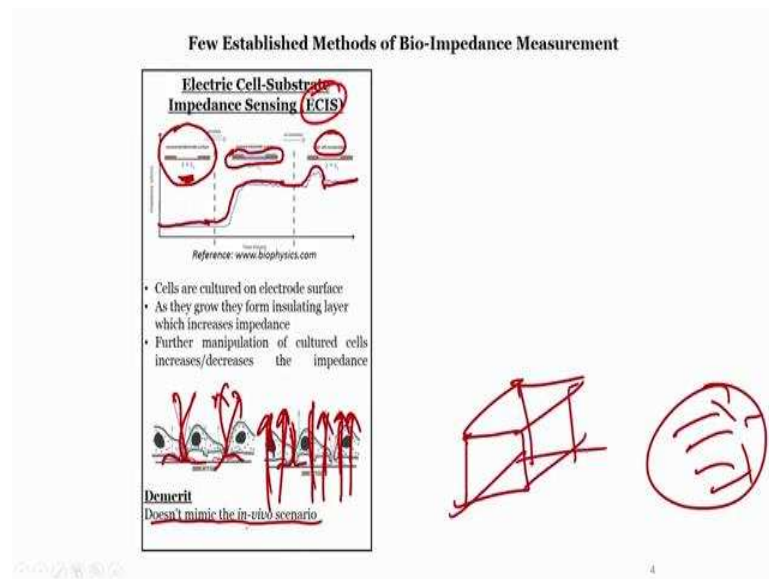 Few Established Methods of Bio-Impedance Measurement
Electric Cell-Substrate
Impedance Sensing (ECIS)
Reference: www.biophysics.com
• Cells are cultured on electrode surface
• As they grow they form insulating layer
which increases impedance
• Further manipulation of cultured cells
increases/decreases the impedance
Demerit
Doesn't mimic the in-vivo scenario
4